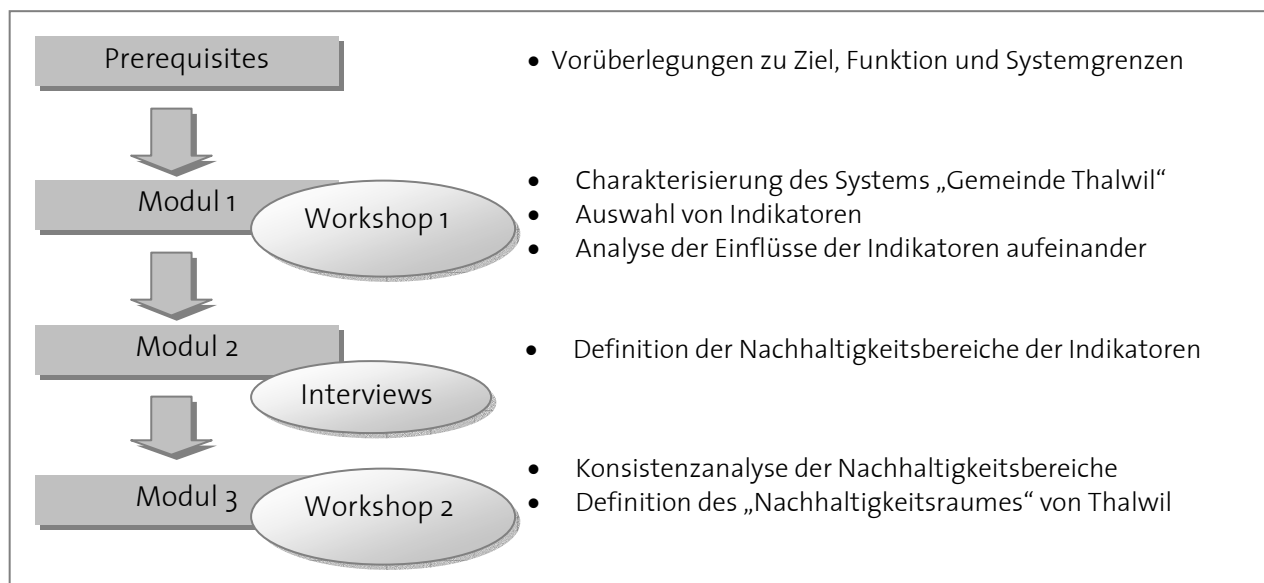 Prerequisites
• Vorüberlegungen zu Ziel, Funktion und Systemgrenzen
Modul 1
Workshop 1
• Charakterisierung des Systems „Gemeinde Thalwil“
• Auswahl von Indikatoren
• Analyse der Einflüsse der Indikatoren aufeinander
Modul 2
Interviews
• Definition der Nachhaltigkeitsbereiche der Indikatoren
Modul 3
Workshop 2
• Konsistenzanalyse der Nachhaltigkeitsbereiche
• Definition des „Nachhaltigkeitsraumes“ von Thalwil